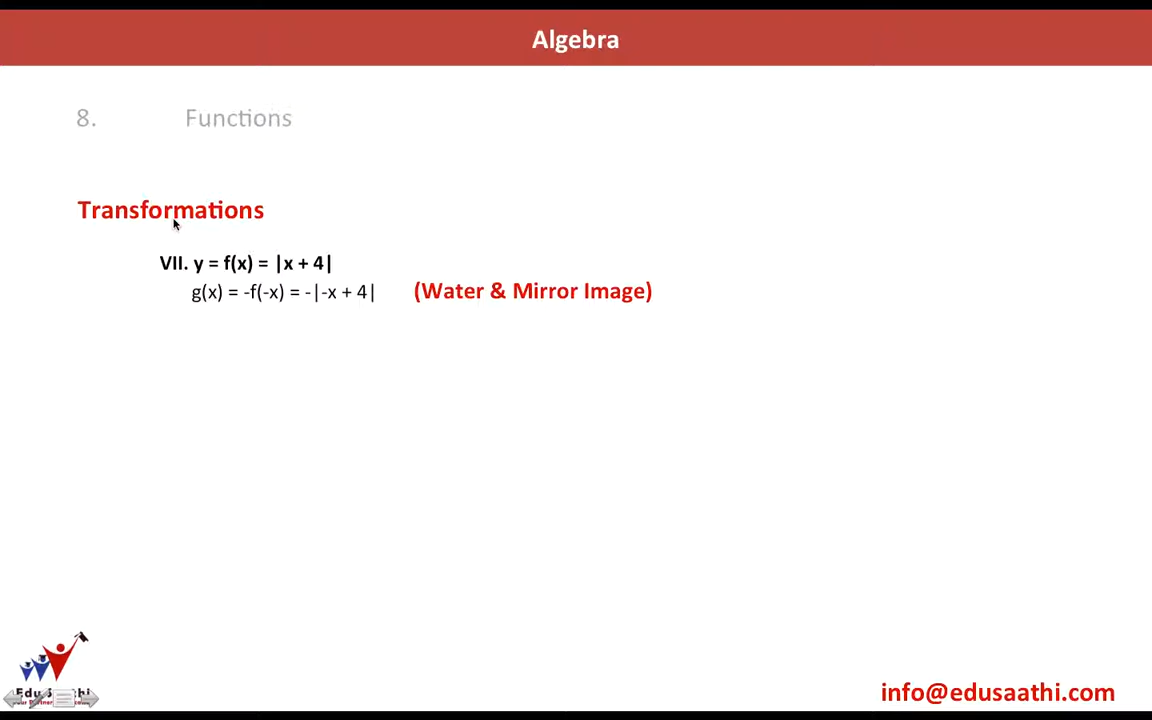 Algebra
8. Functions
Transformations
VII. y = f(x) = |x + 4|
g(x) = -f(-x) = -|-x + 4| (Water & Mirror Image)
info@edusaathi.com